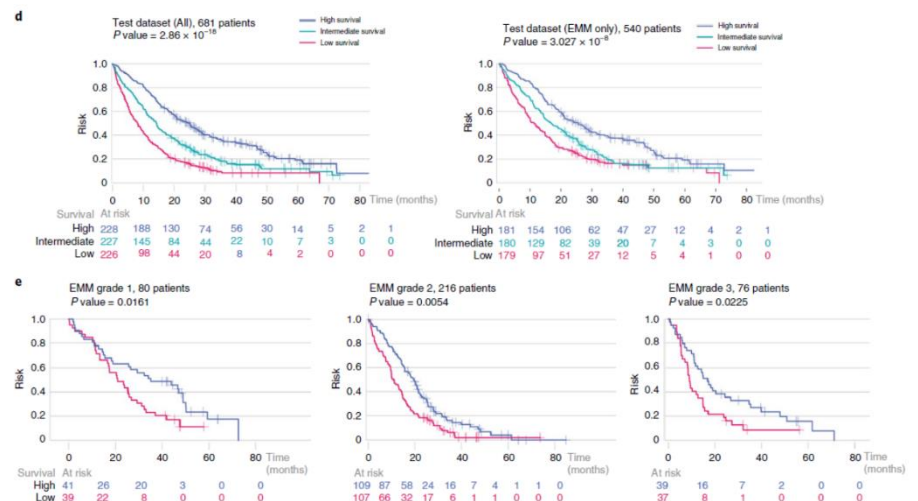 d
Test dataset (All), 681 patients
P value = 2.86 × 10⁻¹⁸
High survival
Intermediate survival
Low survival
1.0
0.8
0.6
0.4
0.2
0
Risk
0 10 20 30 40 50 60 70 80 Time (months)
Survival At risk
High 228 188 130 74 56 30 14 5 2 1
Intermediate 227 145 84 44 22 10 7 3 0 0
Low 226 98 44 20 8 4 2 0 0 0
Test dataset (EMM only), 540 patients
P value = 3.027 × 10⁻⁸
High survival
Intermediate survival
Low survival
1.0
0.8
0.6
0.4
0.2
0
Risk
0 10 20 30 40 50 60 70 80 Time (months)
Survival At risk
High 181 154 106 62 47 27 12 4 2 1
Intermediate 180 129 82 39 20 7 4 3 0 0
Low 179 97 51 27 12 5 4 1 0 0
e
EMM grade 1, 80 patients
P value = 0.0161
1.0
0.8
0.6
0.4
0.2
0
Risk
0 20 40 60 80 Time
(months)
Survival At risk
High 41 26 20 3 0 0
Low 39 22 8 0 0 0
EMM grade 2, 216 patients
P value = 0.0054
1.0
0.8
0.6
0.4
0.2
0
Risk
0 20 40 60 80 Time
(months)
At risk
109 87 58 24 16 7 4 1 1 0
107 66 32 17 6 1 1 0 0 0
EMM grade 3, 76 patients
P value = 0.0225
1.0
0.8
0.6
0.4
0.2
0
Risk
0 20 40 60 80 Time
(months)
At risk
39 16 7 2 0
37 8 1 0 0